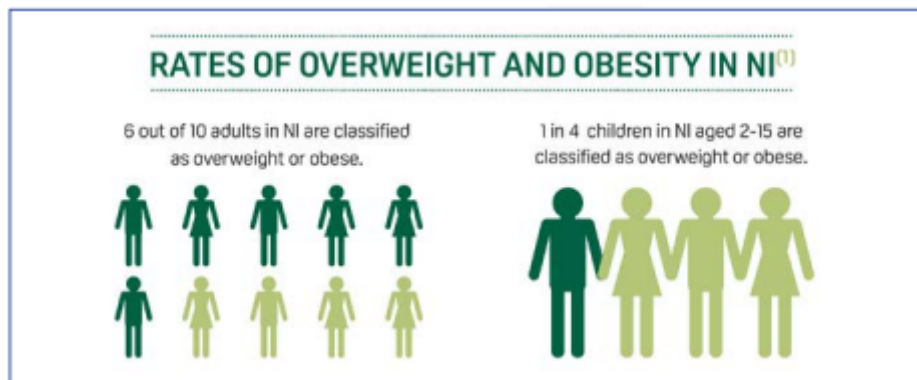 RATES OF OVERWEIGHT AND OBESITY IN NI(1)
6 out of 10 adults in NI are classified
as overweight or obese.
1 in 4 children in NI aged 2-15 are
classified as overweight or obese.